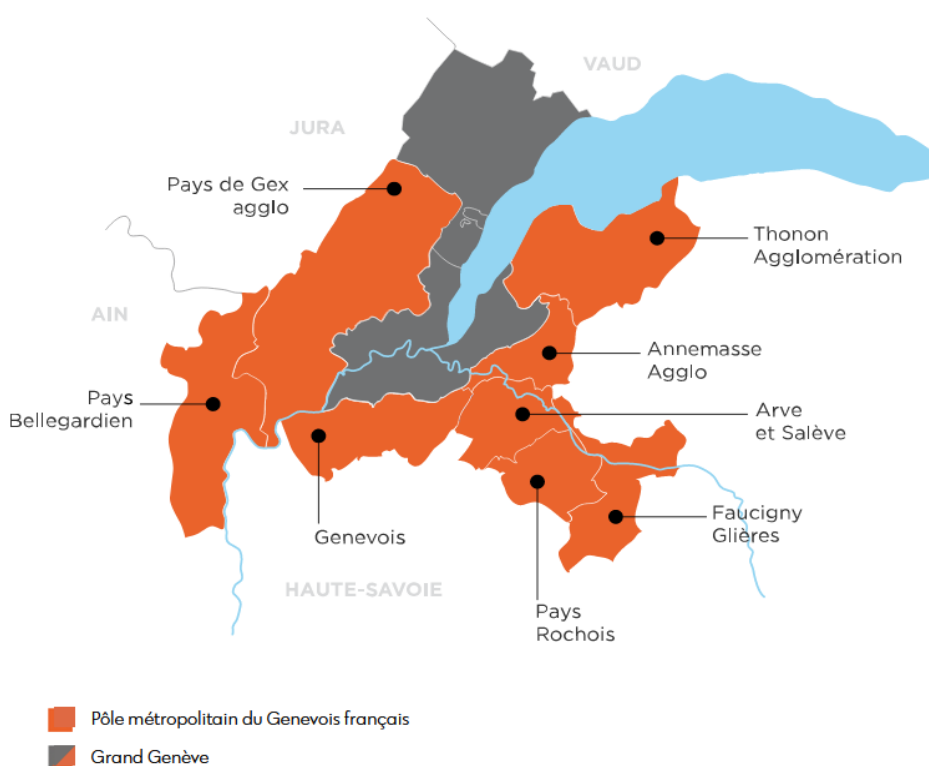 VAUD
JURA
Pays de Gex
agglo
Thonon
Agglomération
AIN
Annemasse
Agglo
Pays
Bellegardien
Arve
et Salève
Faucigny
Glières
Genevois
HAUTE-SAVOIE
Pays
Rochois
Pôle métropolitain du Genevois français
Grand Genève